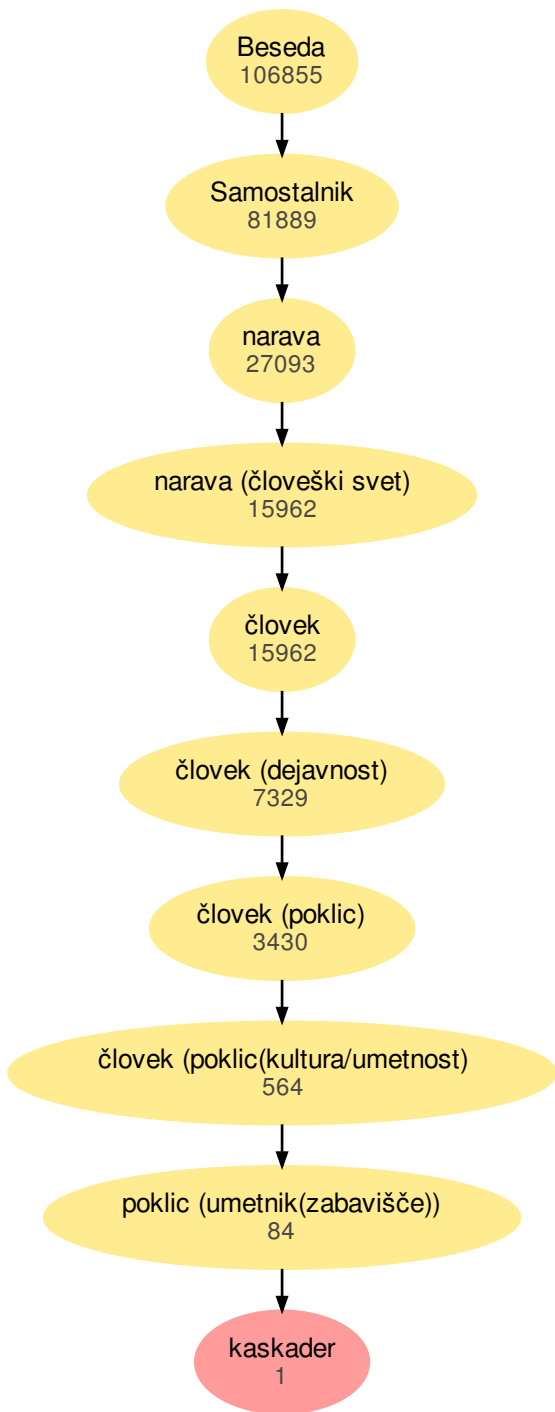 Beseda
106855
Samostalnik
81889
narava
27093
narava (človeški svet)
15962
človek
15962
človek (dejavnost)
7329
človek (poklic)
3430
človek (poklic(kultura/umetnost)
564
poklic (umetnik(zabavišče))
84
kaskader
1